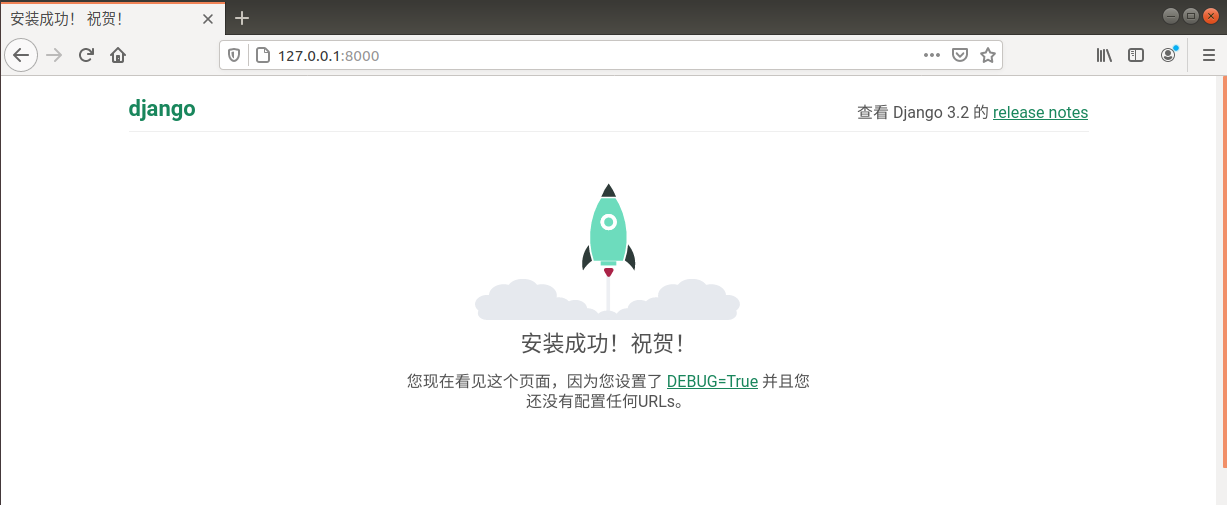 安装成功！ 祝贺！
127.0.0.1:8000
django
查看 Django 3.2 的 release notes
安装成功！祝贺！
您现在看见这个页面，因为您设置了 DEBUG=True 并且您
还没有配置任何URLs。